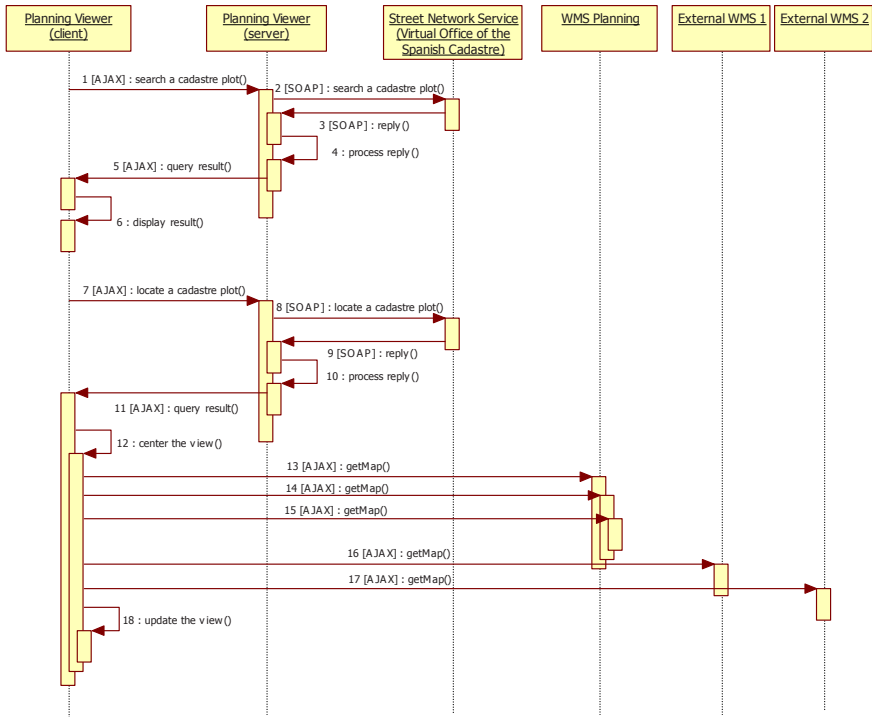 Planning Viewer
(client)
Planning Viewer
(server)
Street Network Service
(Virtual Office of the
Spanish Cadastre)
WMS Planning
External WMS 1
External WMS 2
1 [AJAX] : search a cadastre plot()
2 [SOAP] : search a cadastre plot()
3 [SOAP] : reply()
4 : process reply()
5 [AJAX] : query result()
6 : display result()
7 [AJAX] : locate a cadastre plot()
8 [SOAP] : locate a cadastre plot()
9 [SOAP] : reply()
10 : process reply()
11 [AJAX] : query result()
12 : center the view()
13 [AJAX] : getMap()
14 [AJAX] : getMap()
15 [AJAX] : getMap()
16 [AJAX] : getMap()
17 [AJAX] : getMap()
18 : update the view()